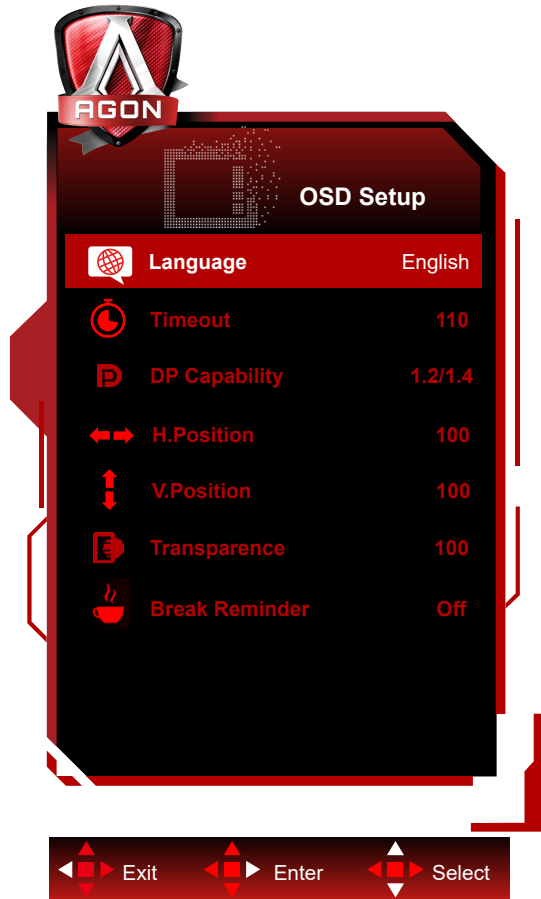 AGON
OSD Setup
Language English
Timeout 110
DP Capability 1.2/1.4
H.Position 100
V.Position 100
Transparence 100
Break Reminder Off
Exit Enter Select